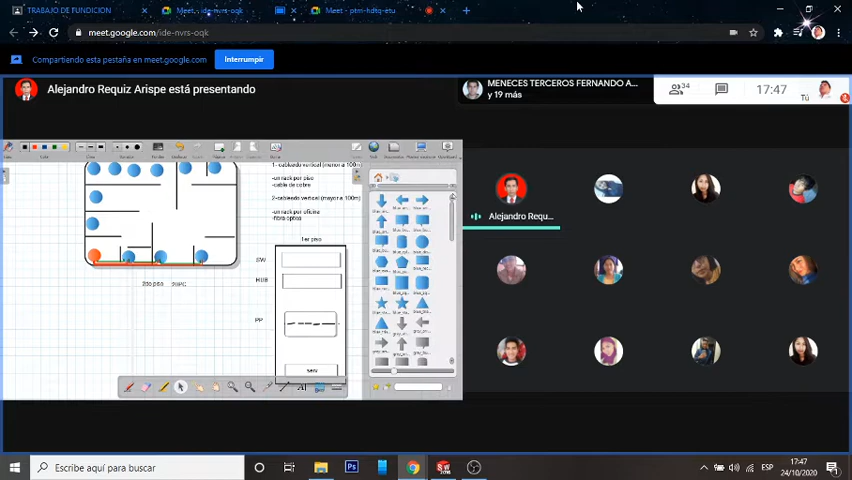 TRABAJO DE FUNDICION
Meet - ide-nvrs-oqk
Meet - ptm-hdtq-etu
meet.google.com/ide-nvrs-oqk
Compartiendo esta pestaña en meet.google.com
Interrumpir
Alejandro Requiz Arispe está presentando
MENECES TERCEROS FERNANDO A...
y 19 más
34
17:47
Tú
1- cableado vertical (menor a 100m)
-un rack por piso
-cable de cobre
2-cableado vertical (mayor a 100m)
-un rack por oficina
-fibra optica
1er piso
SW
HUB
PP
serv
2do piso
Alejandro Requ...
Escribe aquí para buscar
ESP
17:47
24/10/2020
1